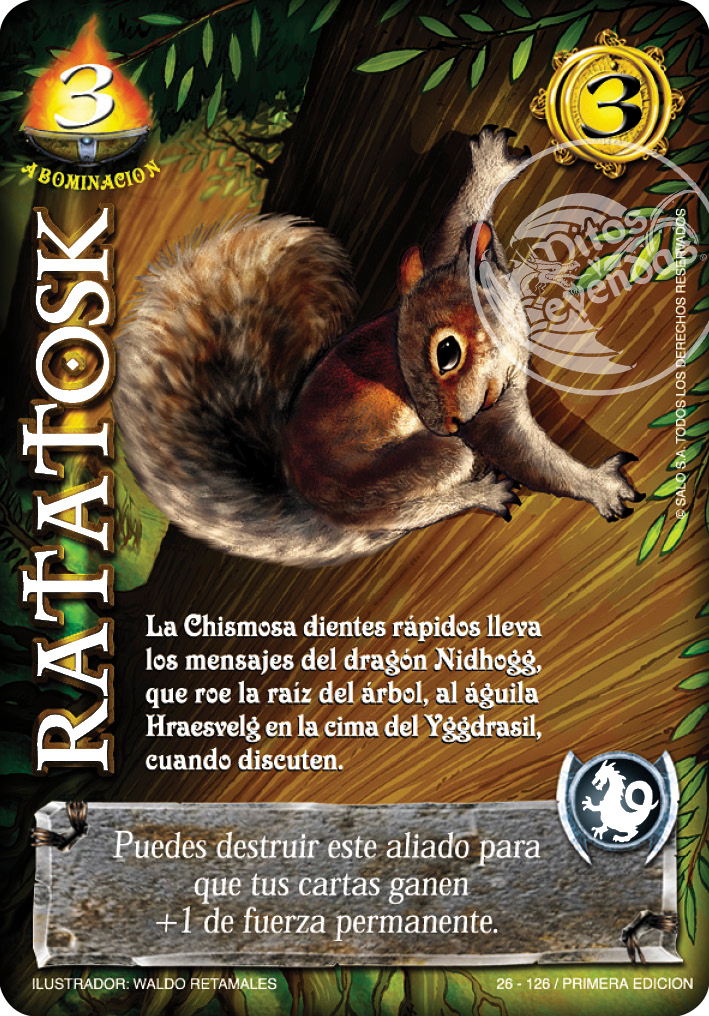 3
3
ABOMINACION
RATATOSK
Mitos y Leyendas
© SALO S.A. TODOS LOS DERECHOS RESERVADOS
La Chismosa dientes rápidos lleva
los mensajes del dragón Nidhogg,
que roe la raíz del árbol, al águila
Hraesvelg en la cima del Yggdrasil,
cuando discuten.
Puedes destruir este aliado para
que tus cartas ganen
+1 de fuerza permanente.
ILUSTRADOR: WALDO RETAMALES
26 - 126 / PRIMERA EDICION